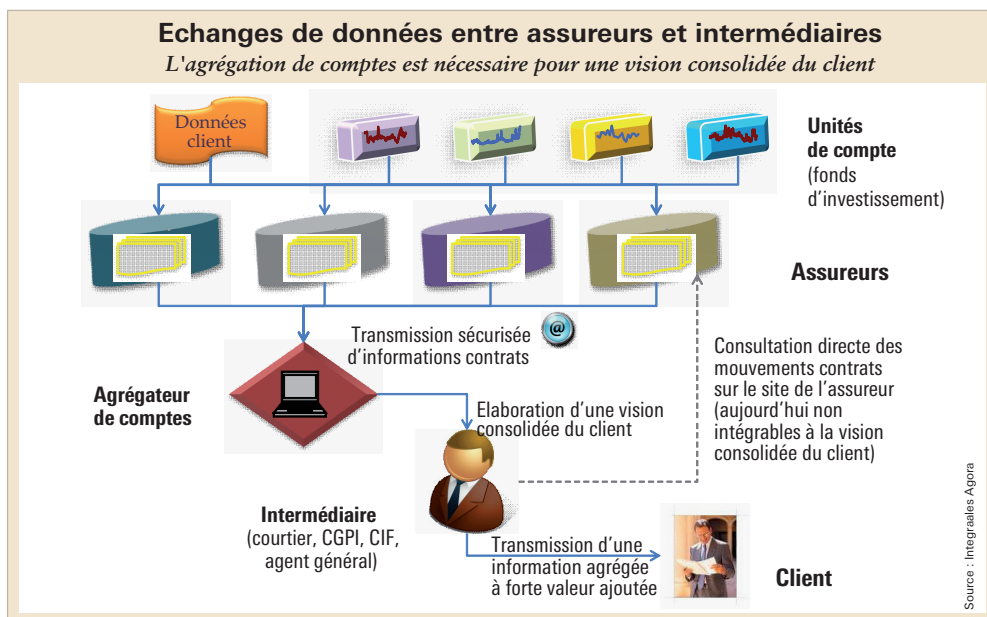 Echanges de données entre assureurs et intermédiaires
L'agrégation de comptes est nécessaire pour une vision consolidée du client
Données
client
Unités
de compte
(fonds
d'investissement)
Assureurs
@
Transmission sécurisée
d'informations contrats
Agrégateur
de comptes
Consultation directe des
mouvements contrats
sur le site de l'assureur
(aujourd'hui non
intégrables à la vision
consolidée du client)
Elaboration d'une vision
consolidée du client
Intermédiaire
(courtier, CGPI, CIF,
agent général)
Transmission d'une
information agrégée
à forte valeur ajoutée
Client
Source : Integraales Agora